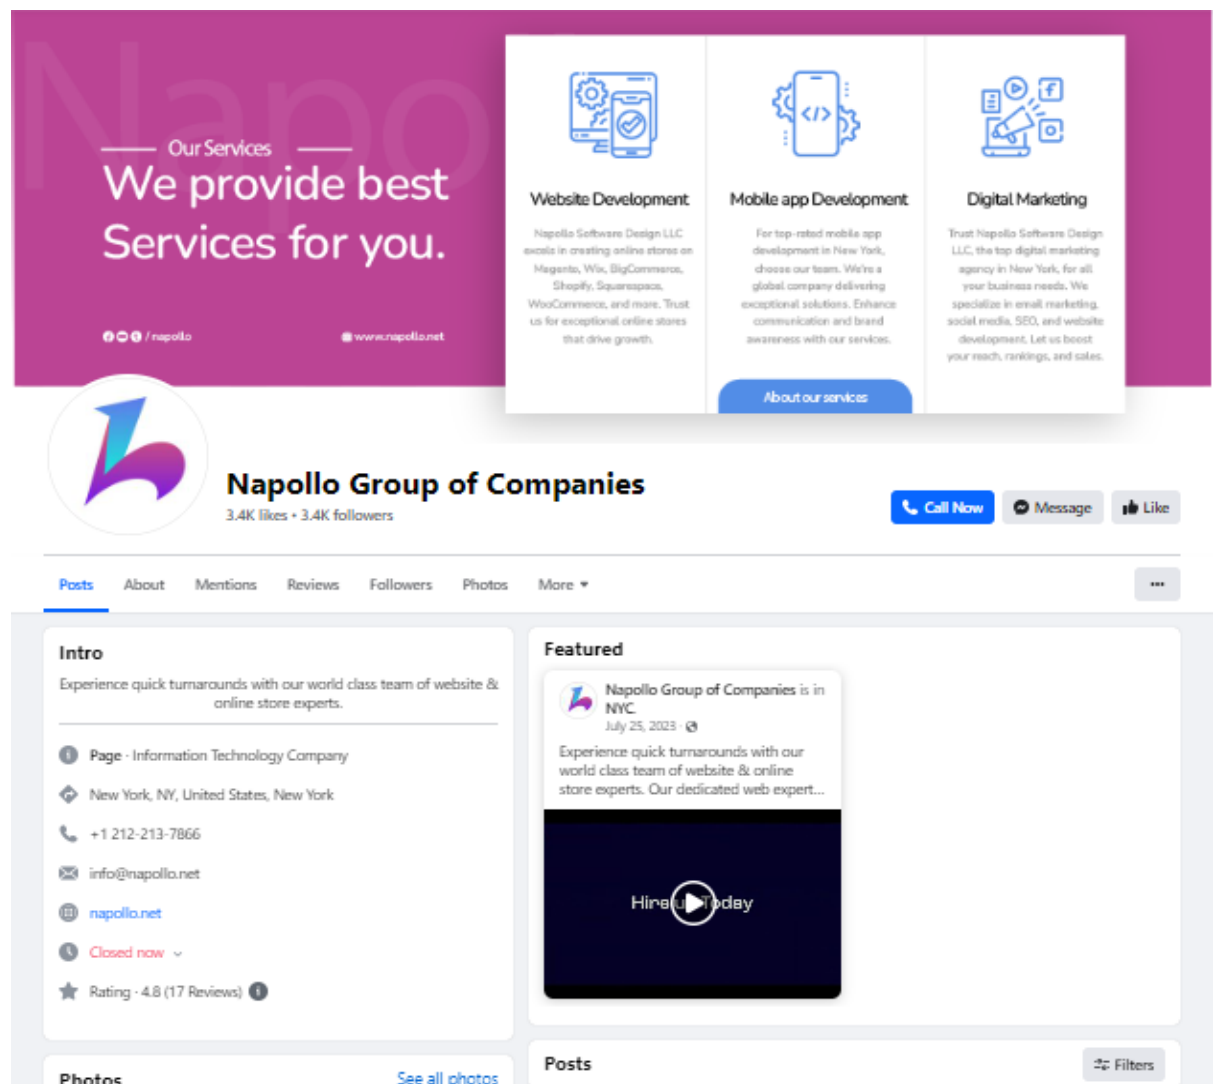 Napollo
Our Services
We provide best
Services for you.
/napollo
www.napollo.net
Website Development
Napollo Software Design LLC
excels in creating online stores on
Magento, Wix, BigCommerce,
Shopify, Squarespace,
WooCommerce, and more. Trust
us for exceptional online stores
that drive growth.
Mobile app Development
For top-rated mobile app
development in New York,
choose our team. We're a
global company delivering
exceptional solutions. Enhance
communication and brand
awareness with our services.
About our services
Digital Marketing
Trust Napollo Software Design
LLC, the top digital marketing
agency in New York, for all
your business needs. We
specialize in email marketing,
social media, SEO, and website
development. Let us boost
your reach, rankings, and sales.
Napollo Group of Companies
3.4K likes • 3.4K followers
Call Now
Message
Like
Posts About Mentions Reviews Followers Photos More
Intro
Experience quick turnarounds with our world class team of website &
online store experts.
Page · Information Technology Company
New York, NY, United States, New York
+1 212-213-7866
info@napollo.net
napollo.net
Closed now
Rating · 4.8 (17 Reviews)
Photos
See all photos
Featured
Napollo Group of Companies is in
NYC.
July 25, 2023 ·
Experience quick turnarounds with our
world class team of website & online
store experts. Our dedicated web expert...
Hire us Today
Posts
Filters